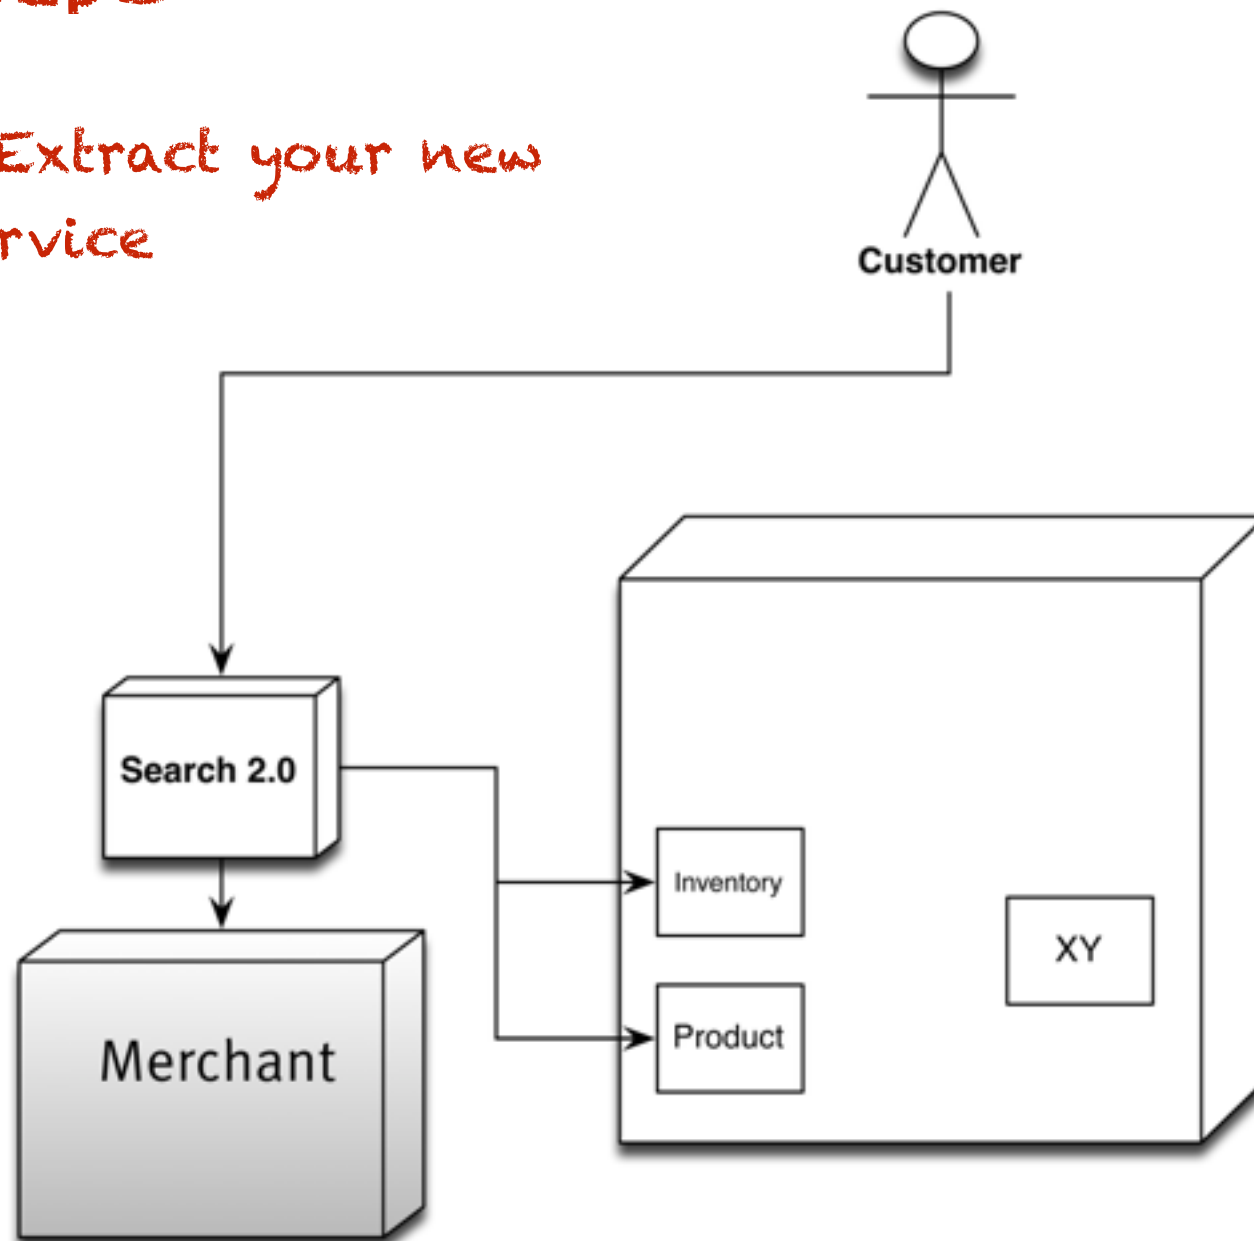 Extract your new
rvice
Customer
Search 2.0
Inventory
XY
Product
Merchant